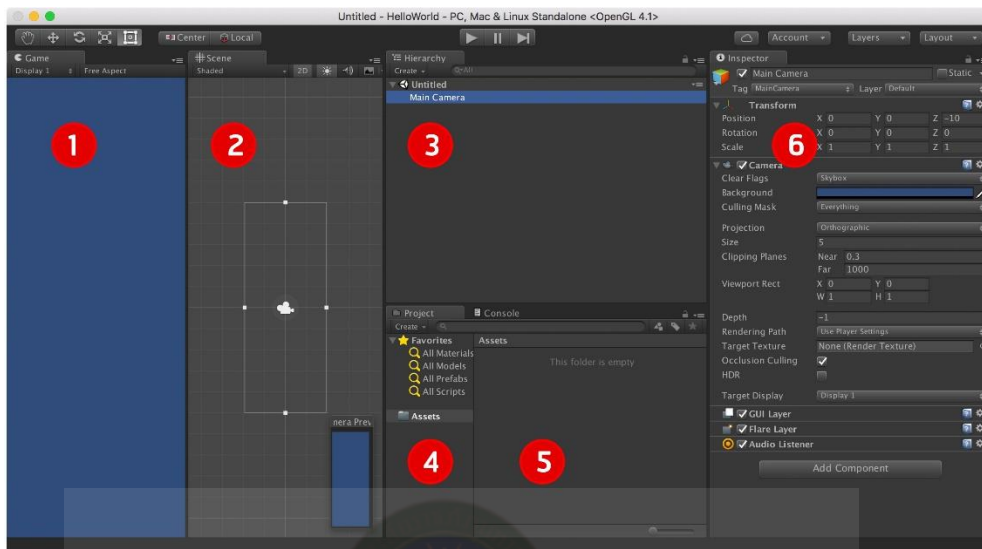 Untitled - HelloWorld - PC, Mac & Linux Standalone <OpenGL 4.1>
Center Local
Account Layers Layout
Game
Display 1 Free Aspect
1
#Scene
Shaded 2D
2
nera Prev
Hierarchy
Create All
Untitled
Main Camera
3
Project Console
Create
Favorites
All Materials
All Models
All Prefabs
All Scripts
Assets
4
Assets
This folder is empty
5
Inspector
Main Camera Static
Tag MainCamera Layer Default
Transform
Position X 0 Y 0 Z -10
Rotation X 0 Y 0 Z 0
Scale X 1 Y 1 Z 1
6
Camera
Clear Flags Skybox
Background
Culling Mask Everything
Projection Orthographic
Size 5
Clipping Planes Near 0.3
Far 1000
Viewport Rect X 0 Y 0
W 1 H 1
Depth -1
Rendering Path Use Player Settings
Target Texture None (Render Texture)
Occlusion Culling
HDR
Target Display Display 1
GUI Layer
Flare Layer
Audio Listener
Add Component